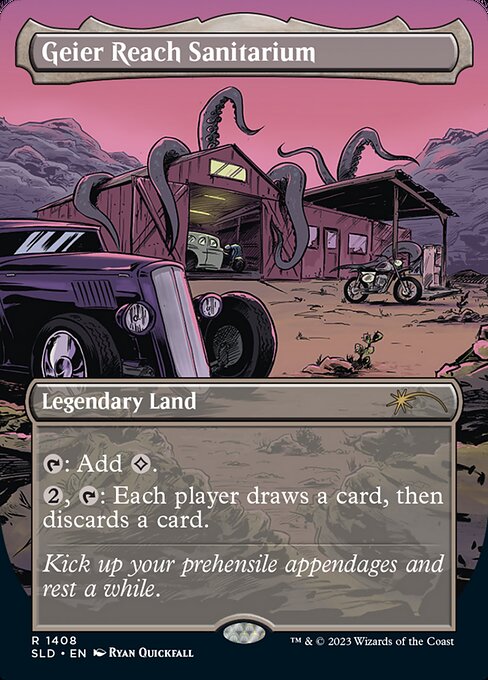 Geier Reach Sanitarium
Legendary Land
: Add .
2, : Each player draws a card, then
discards a card.
Kick up your prehensile appendages and
rest a while.
R 1408
SLD • EN Ryan Quickfall
™ & © 2023 Wizards of the Coast